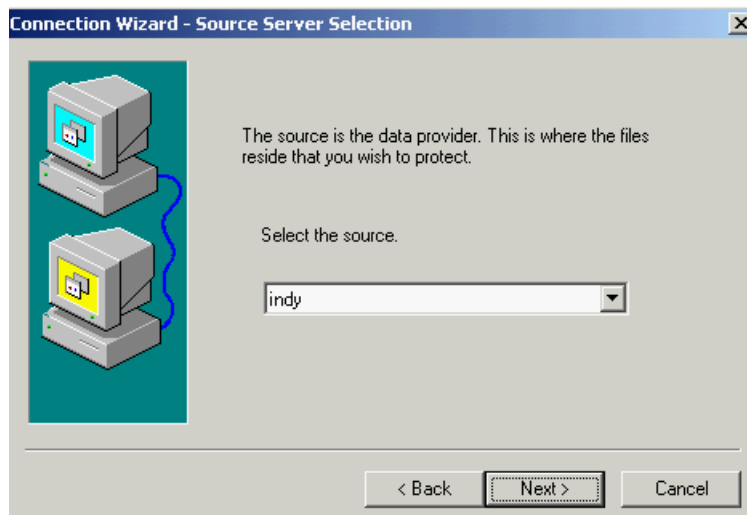 Connection Wizard - Source Server Selection
The source is the data provider. This is where the files
reside that you wish to protect.
Select the source.
indy
< Back
Next >
Cancel